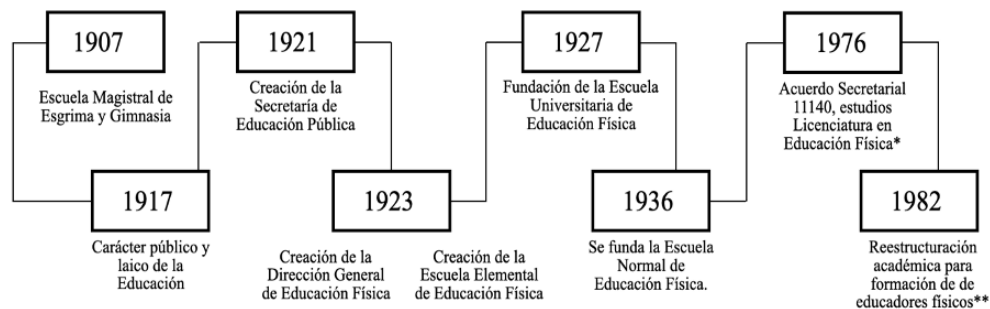 1907
Escuela Magistral de
Esgrima y Gimnasia
1917
Carácter público y
laico de la
Educación
1921
Creación de la
Secretaría de
Educación Pública
1923
Creación de la
Dirección General
de Educación Física
Creación de la
Escuela Elemental
de Educación Física
1927
Fundación de la Escuela
Universitaria de
Educación Física
1936
Se funda la Escuela
Normal de
Educación Física.
1976
Acuerdo Secretarial
11140, estudios
Licenciatura en
Educación Física*
1982
Reestructuración
académica para
formación de de
educadores físicos**